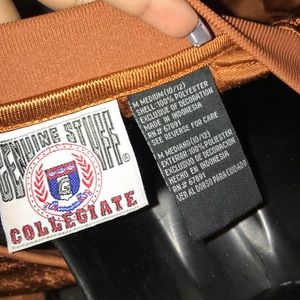 GENUINE STUFF
COLLEGIATE
M MEDIUM(10/12)
SHELL:100% POLYESTER
EXCLUSIVE OF DECORATION
MADE IN INDONESIA
RN# 67891
SEE REVERSE FOR CARE
M MEDIANO(10/12)
EXTERIOR:100% POLIESTER
EXCLUSIVO DE DECORACION
HECHO EN INDONESIA
RN# 67891
VER AL DORSO PARA CUIDADO